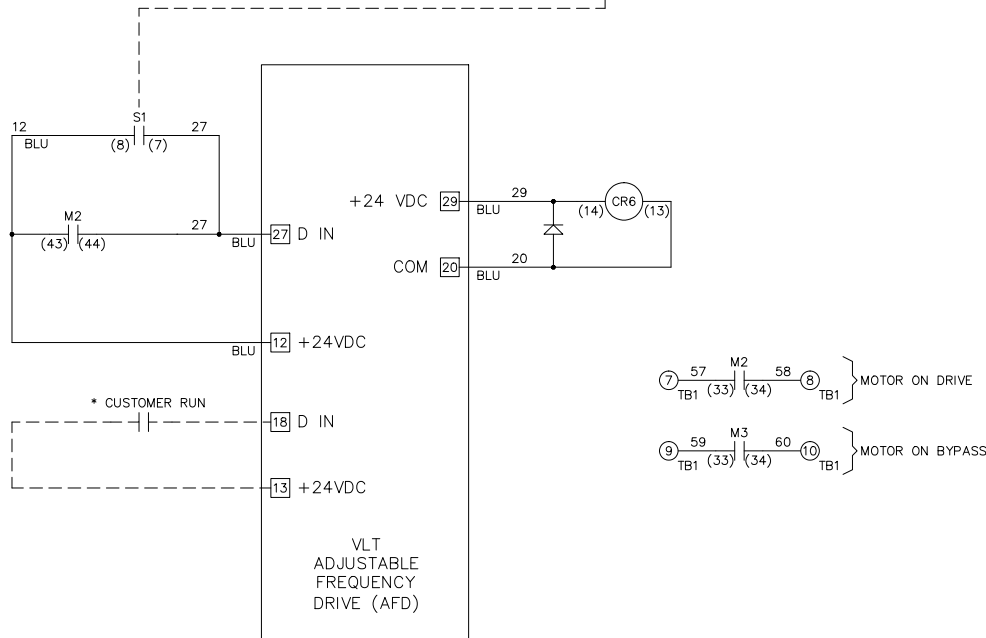 S1
12 27
BLU (8) (7)
M2
27
(43) (44) BLU
27 D IN
12 +24VDC
BLU
* CUSTOMER RUN
18 D IN
13 +24VDC
VLT
ADJUSTABLE
FREQUENCY
DRIVE (AFD)
+24 VDC 29
29
BLU (14) CR6 (13)
COM 20
20
BLU
M2
7 57 58 8 MOTOR ON DRIVE
TB1 (33) (34) TB1
M3
9 59 60 10 MOTOR ON BYPASS
TB1 (33) (34) TB1